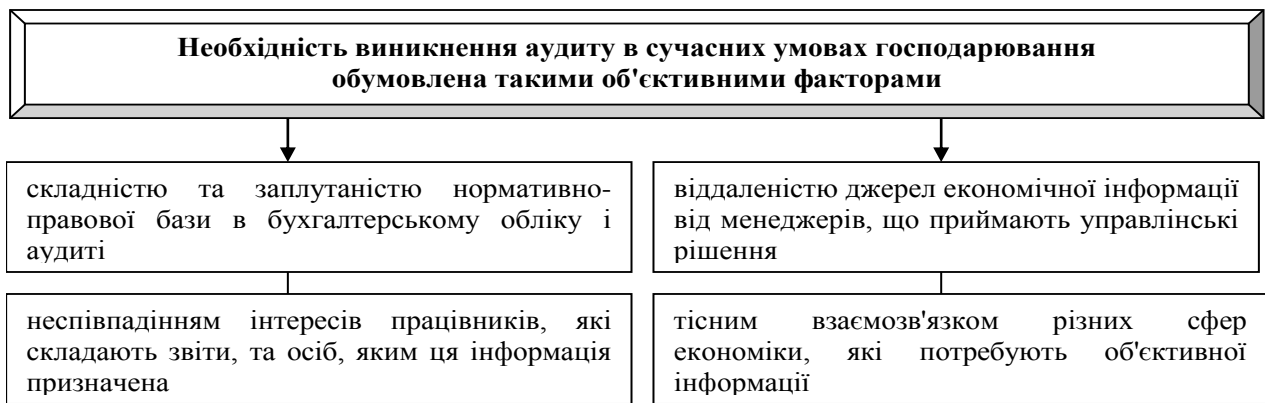 Необхідність виникнення аудиту в сучасних умовах господарювання
обумовлена такими об'єктивними факторами
складністю та заплутаністю нормативно-
правової бази в бухгалтерському обліку і
аудиті
віддаленістю джерел економічної інформації
від менеджерів, що приймають управлінські
рішення
неспівпадінням інтересів працівників, які
складають звіти, та осіб, яким ця інформація
призначена
тісним взаємозв'язком різних сфер
економіки, які потребують об'єктивної
інформації